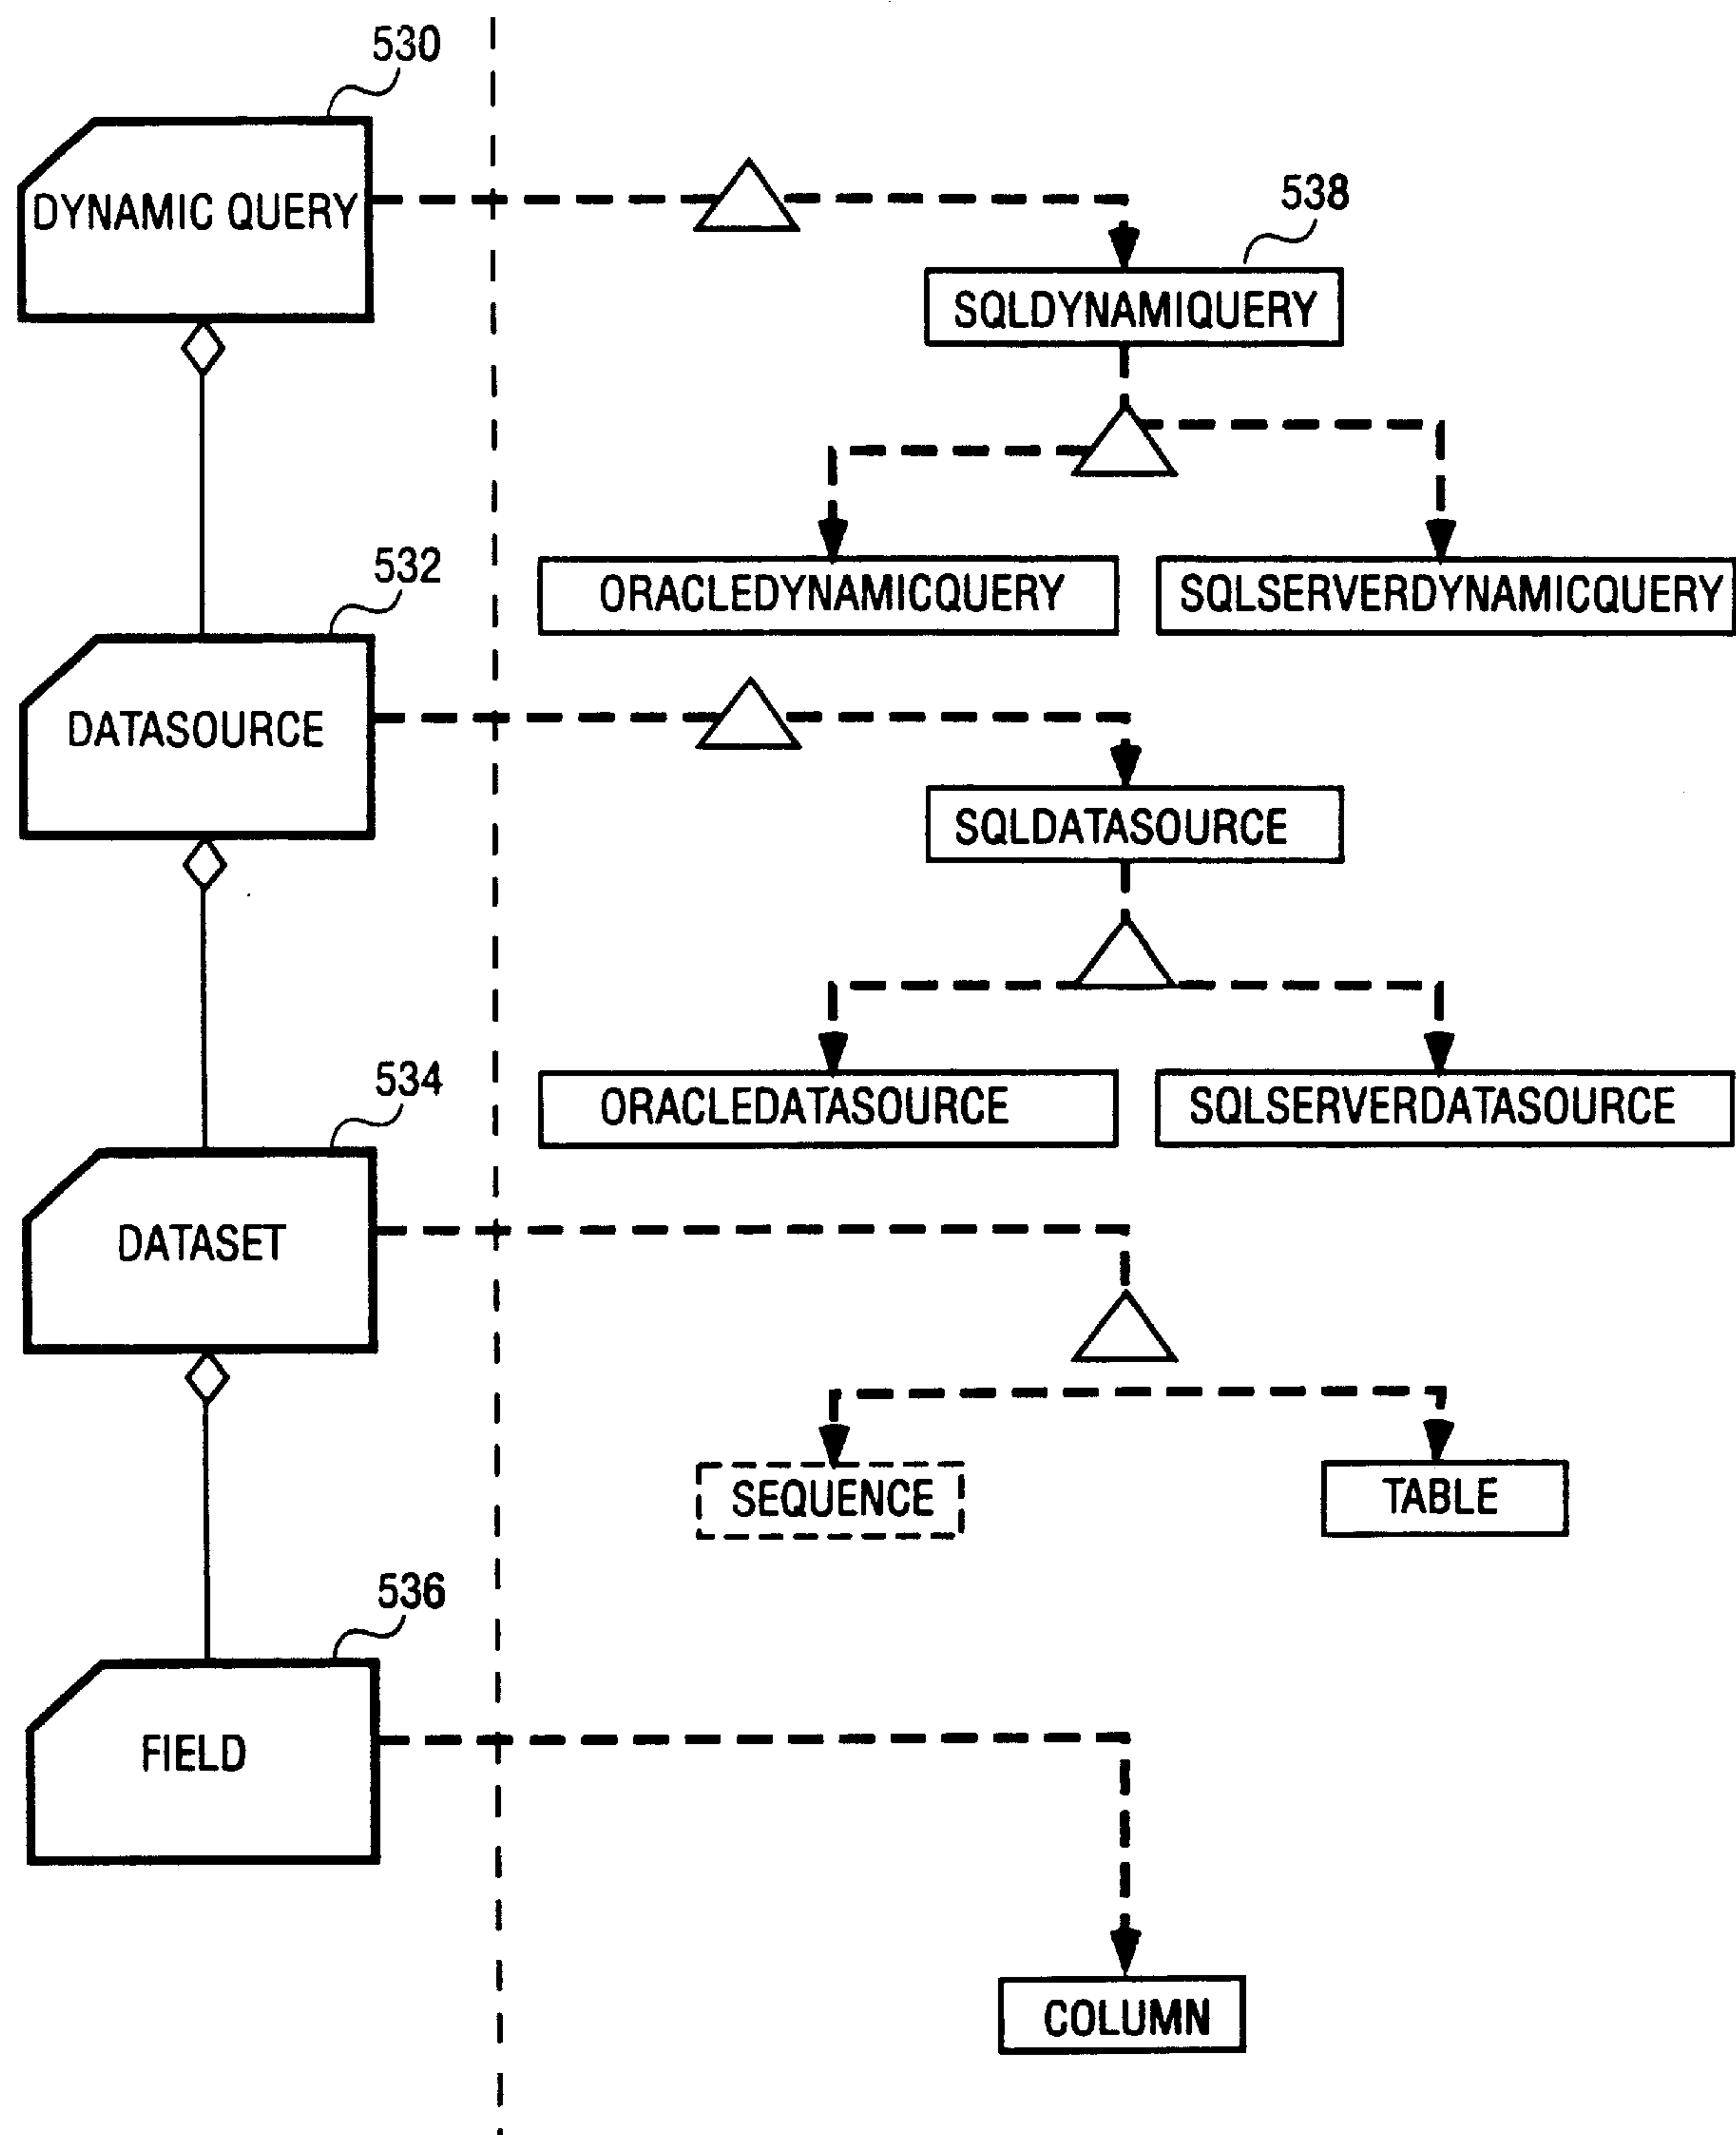 530
DYNAMIC QUERY
538
SQLDYNAMIQUERY
ORACLEDYNAMICQUERY
SQLSERVERDYNAMICQUERY
532
DATASOURCE
SQLDATASOURCE
ORACLEDATASOURCE
SQLSERVERDATASOURCE
534
DATASET
SEQUENCE
TABLE
536
FIELD
COLUMN